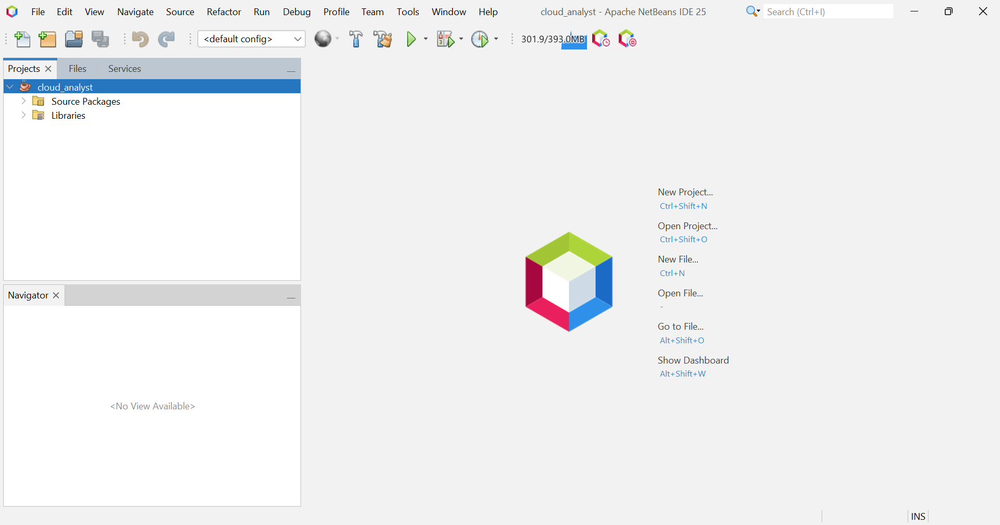 File Edit View Navigate Source Refactor Run Debug Profile Team Tools Window Help cloud_analyst - Apache NetBeans IDE 25 Search (Ctrl+I)
<default config> 301.9/393.0MB
Projects Files Services
cloud_analyst
Source Packages
Libraries
New Project...
Ctrl+Shift+N
Open Project...
Ctrl+Shift+O
New File...
Ctrl+N
Open File...
-
Go to File...
Alt+Shift+O
Show Dashboard
Alt+Shift+W
Navigator
<No View Available>
INS